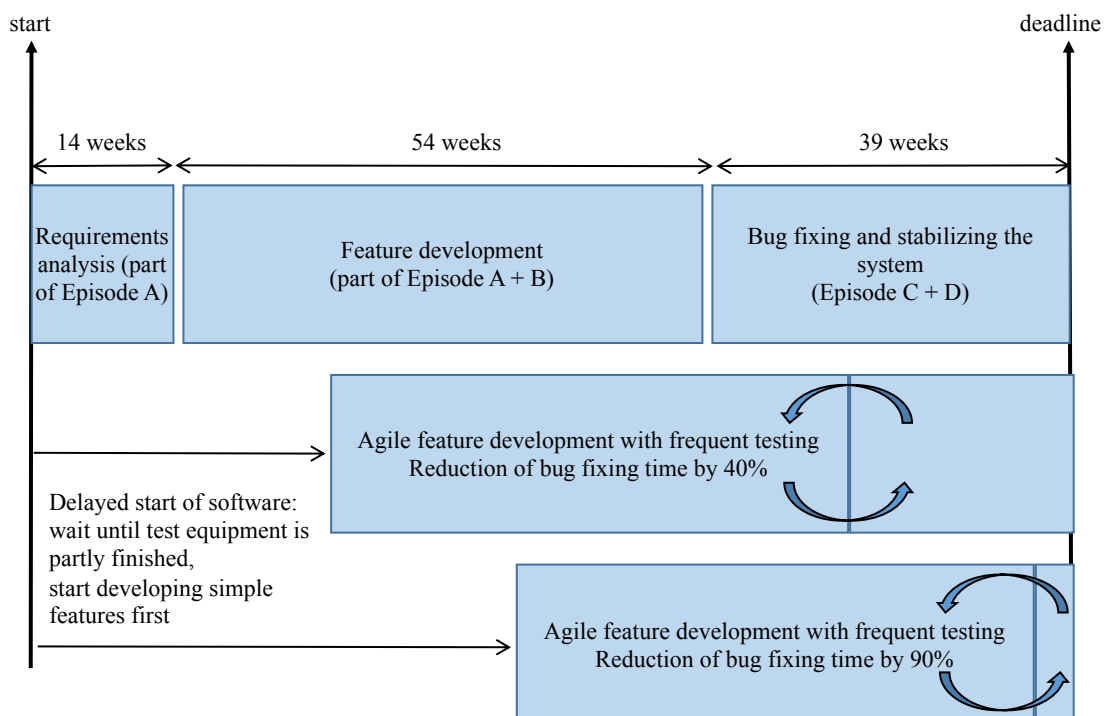 start
deadline
14 weeks
54 weeks
39 weeks
Requirements
analysis (part
of Episode A)
Feature development
(part of Episode A + B)
Bug fixing and stabilizing the
system
(Episode C + D)
Agile feature development with frequent testing
Reduction of bug fixing time by 40%
Delayed start of software:
wait until test equipment is
partly finished,
start developing simple
features first
Agile feature development with frequent testing
Reduction of bug fixing time by 90%